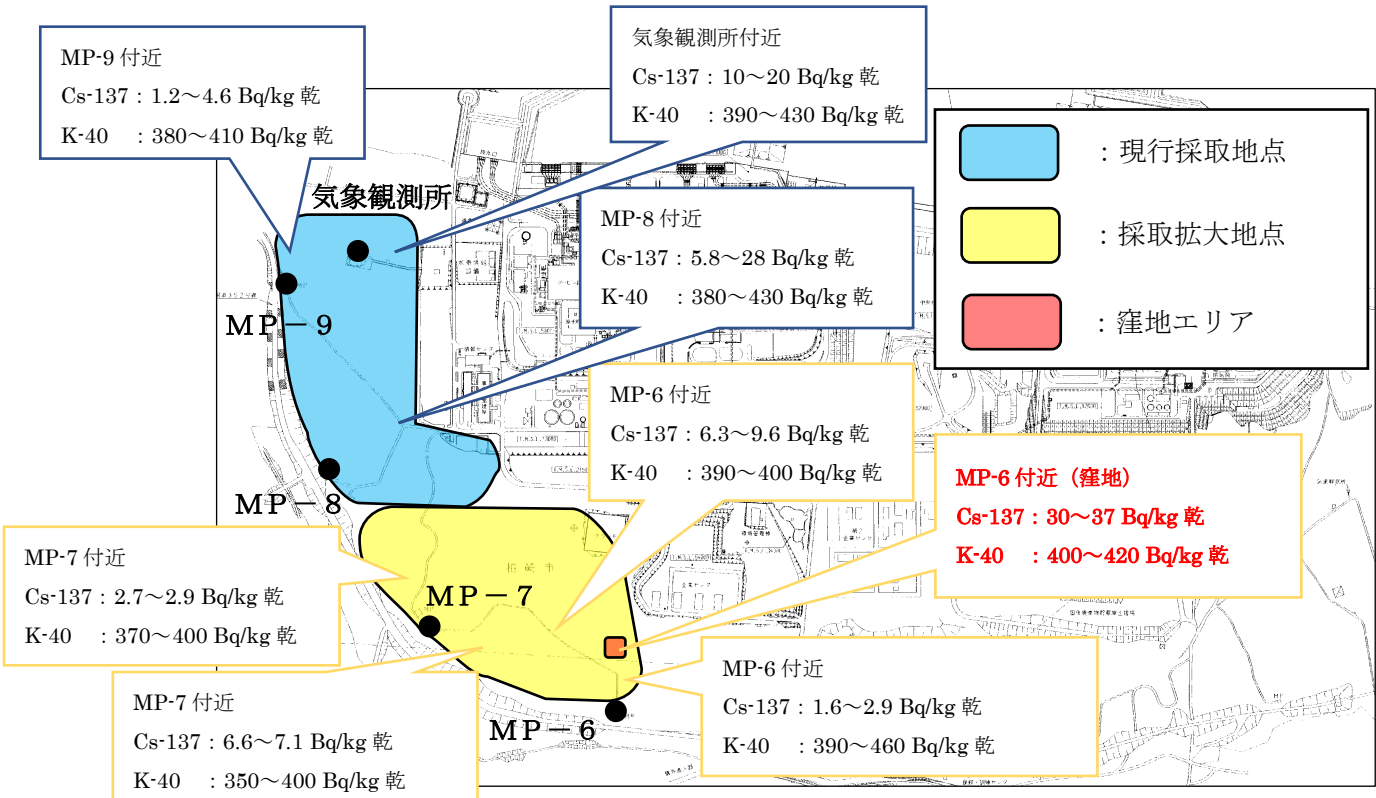 MP-9 付近
Cs-137：1.2～4.6 Bq/kg 乾
K-40 ：380～410 Bq/kg 乾
気象観測所付近
Cs-137：10～20 Bq/kg 乾
K-40 ：390～430 Bq/kg 乾
：現行採取地点
：採取拡大地点
：窪地エリア
気象観測所
MP-8 付近
Cs-137：5.8～28 Bq/kg 乾
K-40 ：380～430 Bq/kg 乾
MP－9
MP-6 付近
Cs-137：6.3～9.6 Bq/kg 乾
K-40 ：390～400 Bq/kg 乾
MP－8
MP-6 付近（窪地）
Cs-137：30～37 Bq/kg 乾
K-40 ：400～420 Bq/kg 乾
MP-7 付近
Cs-137：2.7～2.9 Bq/kg 乾
K-40 ：370～400 Bq/kg 乾
柏崎市
MP－7
MP-6 付近
Cs-137：1.6～2.9 Bq/kg 乾
K-40 ：390～460 Bq/kg 乾
MP-7 付近
Cs-137：6.6～7.1 Bq/kg 乾
K-40 ：350～400 Bq/kg 乾
MP－6